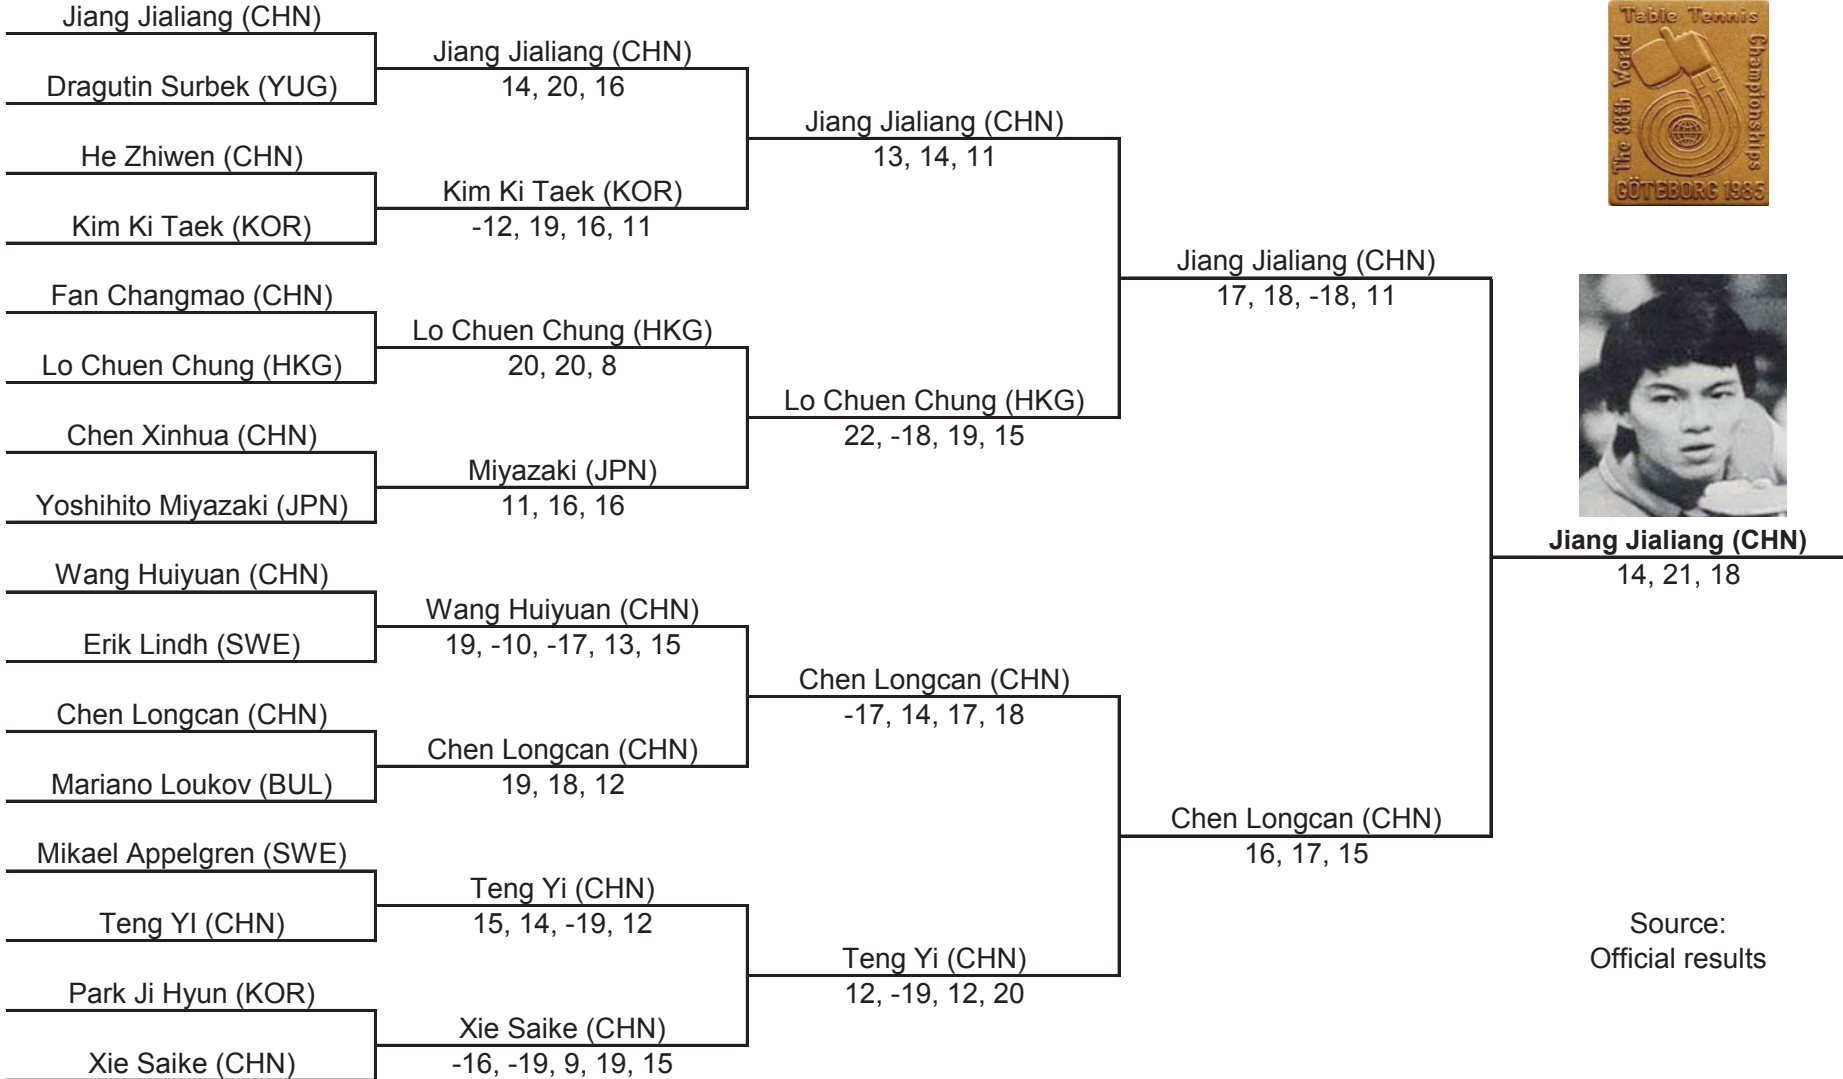 Jiang Jialiang (CHN)
Dragutin Surbek (YUG)
He Zhiwen (CHN)
Kim Ki Taek (KOR)
Fan Changmao (CHN)
Lo Chuen Chung (HKG)
Chen Xinhua (CHN)
Yoshihito Miyazaki (JPN)
Wang Huiyuan (CHN)
Erik Lindh (SWE)
Chen Longcan (CHN)
Mariano Loukov (BUL)
Mikael Appelgren (SWE)
Teng YI (CHN)
Park Ji Hyun (KOR)
Xie Saike (CHN)
Jiang Jialiang (CHN)
14, 20, 16
Kim Ki Taek (KOR)
-12, 19, 16, 11
Lo Chuen Chung (HKG)
20, 20, 8
Miyazaki (JPN)
11, 16, 16
Wang Huiyuan (CHN)
19, -10, -17, 13, 15
Chen Longcan (CHN)
19, 18, 12
Teng Yi (CHN)
15, 14, -19, 12
Xie Saike (CHN)
-16, -19, 9, 19, 15
Jiang Jialiang (CHN)
13, 14, 11
Lo Chuen Chung (HKG)
22, -18, 19, 15
Chen Longcan (CHN)
-17, 14, 17, 18
Teng Yi (CHN)
12, -19, 12, 20
Jiang Jialiang (CHN)
17, 18, -18, 11
Chen Longcan (CHN)
16, 17, 15
The 38th World
Table Tennis
Championships
GÖTEBORG 1985
Jiang Jialiang (CHN)
14, 21, 18
Source:
Official results